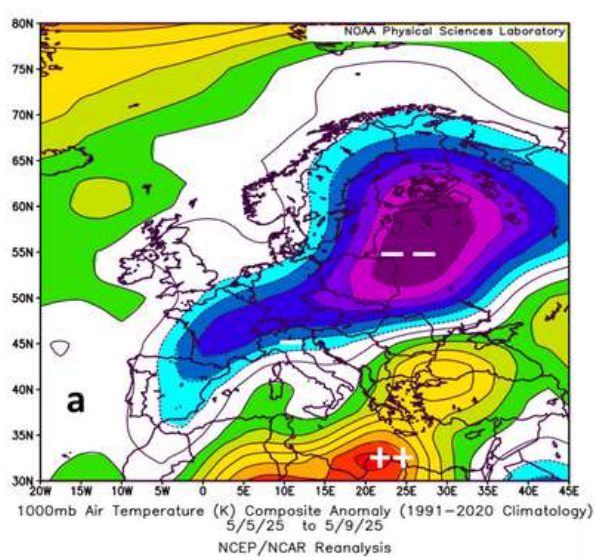 NOAA Physical Sciences Laboratory
80N
75N
70N
65N
60N
55N
50N
45N
40N
35N
30N
a
— —
—
++
20W 15W 10W 5W 0 5E 10E 15E 20E 25E 30E 35E 40E 45E
1000mb Air Temperature (K) Composite Anomaly (1991-2020 Climatology)
5/5/25 to 5/9/25
NCEP/NCAR Reanalysis